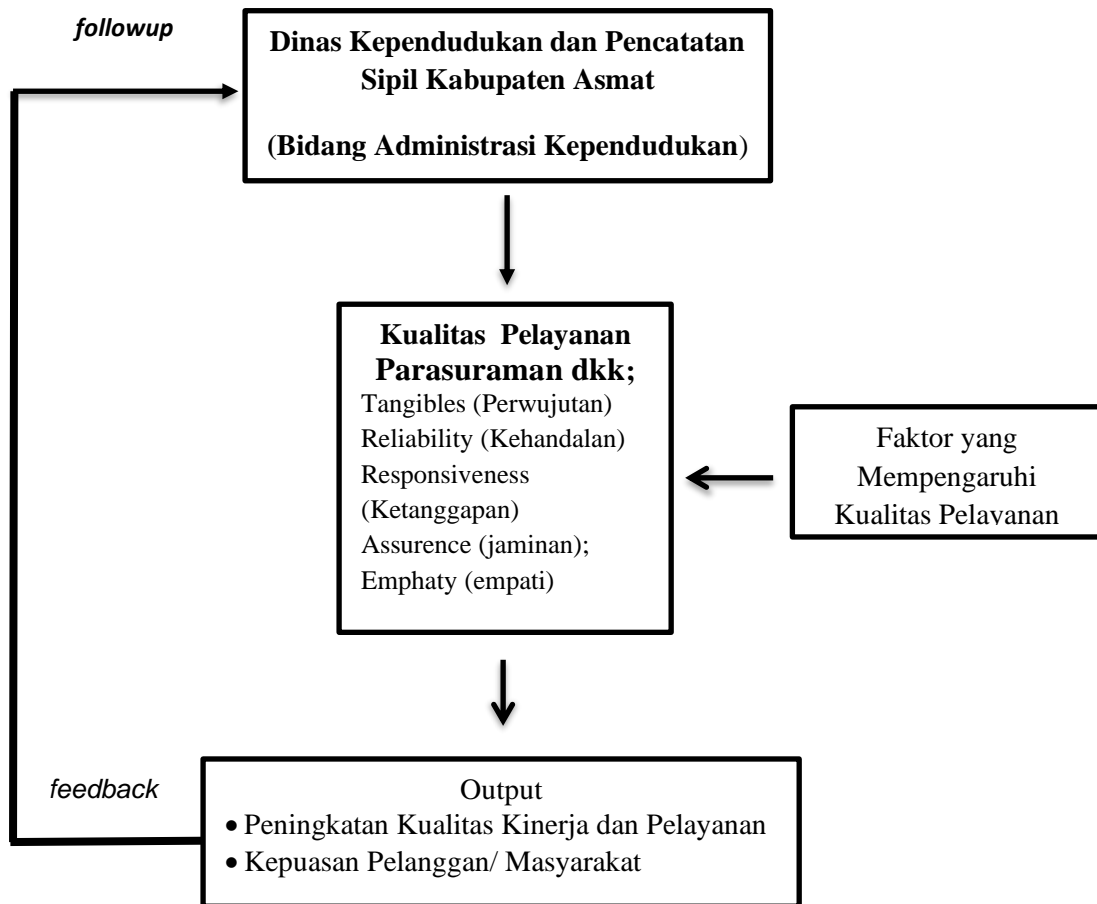 followup
Dinas Kependudukan dan Pencatatan
Sipil Kabupaten Asmat
(Bidang Administrasi Kependudukan)
Kualitas Pelayanan
Parasuraman dkk;
Tangibles (Perwujutan)
Reliability (Kehandalan)
Responsiveness
(Ketanggapan)
Assurence (jaminan);
Emphaty (empati)
Faktor yang
Mempengaruhi
Kualitas Pelayanan
feedback
Output
• Peningkatan Kualitas Kinerja dan Pelayanan
• Kepuasan Pelanggan/ Masyarakat